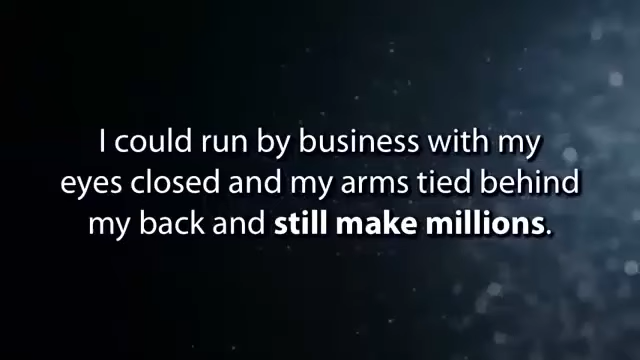 I could run by business with my
eyes closed and my arms tied behind
my back and still make millions.